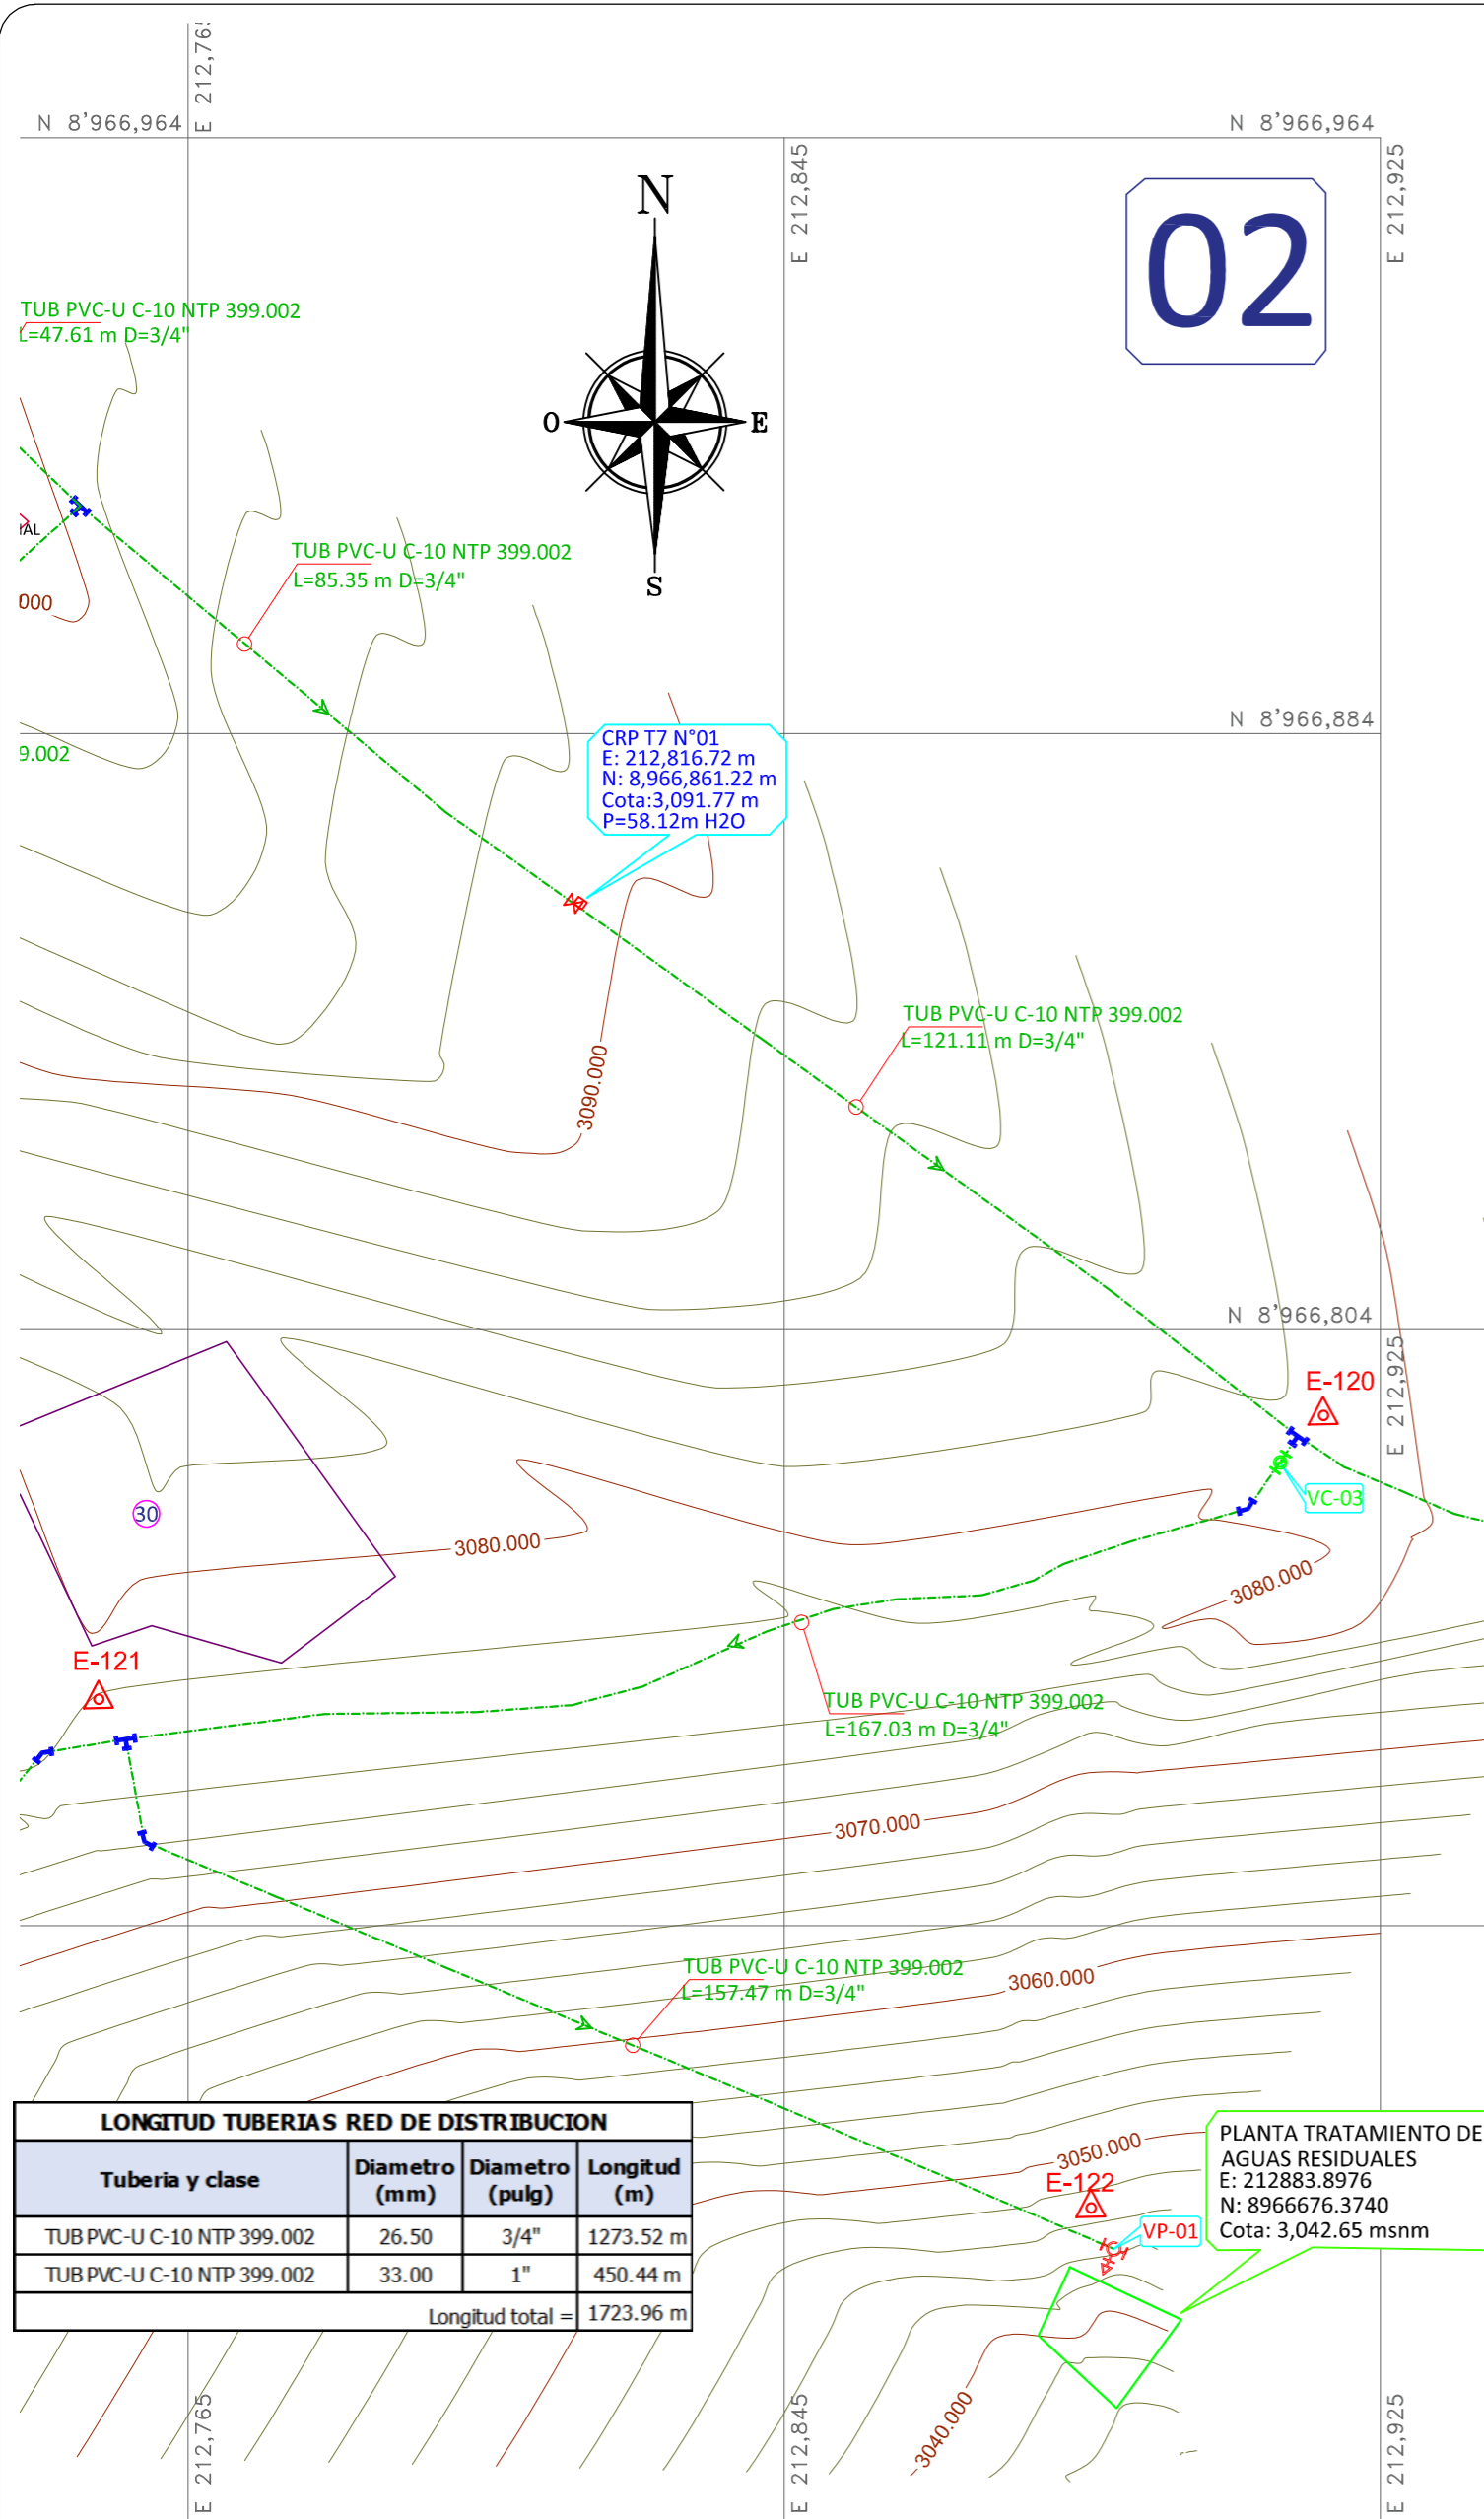 E 212,765
N 8'966,964
N 8'966,964
E 212,845
E 212,925
02
N
O
E
S
TUB PVC-U C-10 NTP 399.002
L=47.61 m D=3/4"
TUB PVC-U C-10 NTP 399.002
L=85.35 m D=3/4"
IAL
000
N 8'966,884
9.002
CRP T7 N°01
E: 212,816.72 m
N: 8,966,861.22 m
Cota:3,091.77 m
P=58.12m H2O
TUB PVC-U C-10 NTP 399.002
L=121.11 m D=3/4"
3090.000
N 8'966,804
E 212,925
E-120
VC-03
30
3080.000
3080.000
E-121
TUB PVC-U C-10 NTP 399.002
L=167.03 m D=3/4"
3070.000
TUB PVC-U C-10 NTP 399.002
L=157.47 m D=3/4"
3060.000
LONGITUD TUBERIAS RED DE DISTRIBUCION
Tuberia y clase Diametro (mm) Diametro (pulg) Longitud (m)
TUB PVC-U C-10 NTP 399.002 26.50 3/4" 1273.52 m
TUB PVC-U C-10 NTP 399.002 33.00 1" 450.44 m
Longitud total = 1723.96 m
3050.000
E-122
VP-01
PLANTA TRATAMIENTO DE
AGUAS RESIDUALES
E: 212883.8976
N: 8966676.3740
Cota: 3,042.65 msnm
3040.000
E 212,765
E 212,845
E 212,925